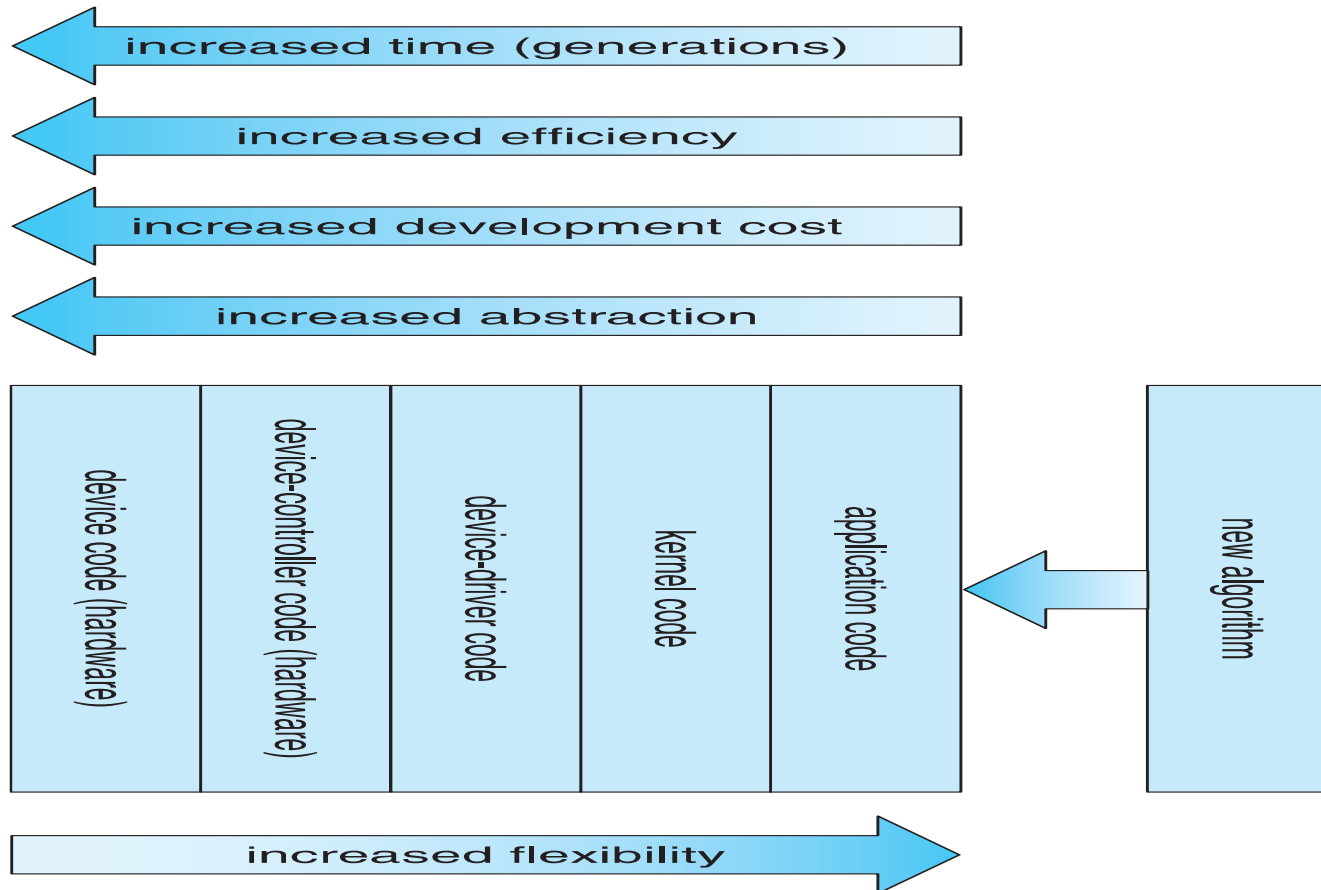 increased time (generations)
increased efficiency
increased development cost
increased abstraction
device code (hardware)
device-controller code (hardware)
device-driver code
kernel code
application code
new algorithm
increased flexibility